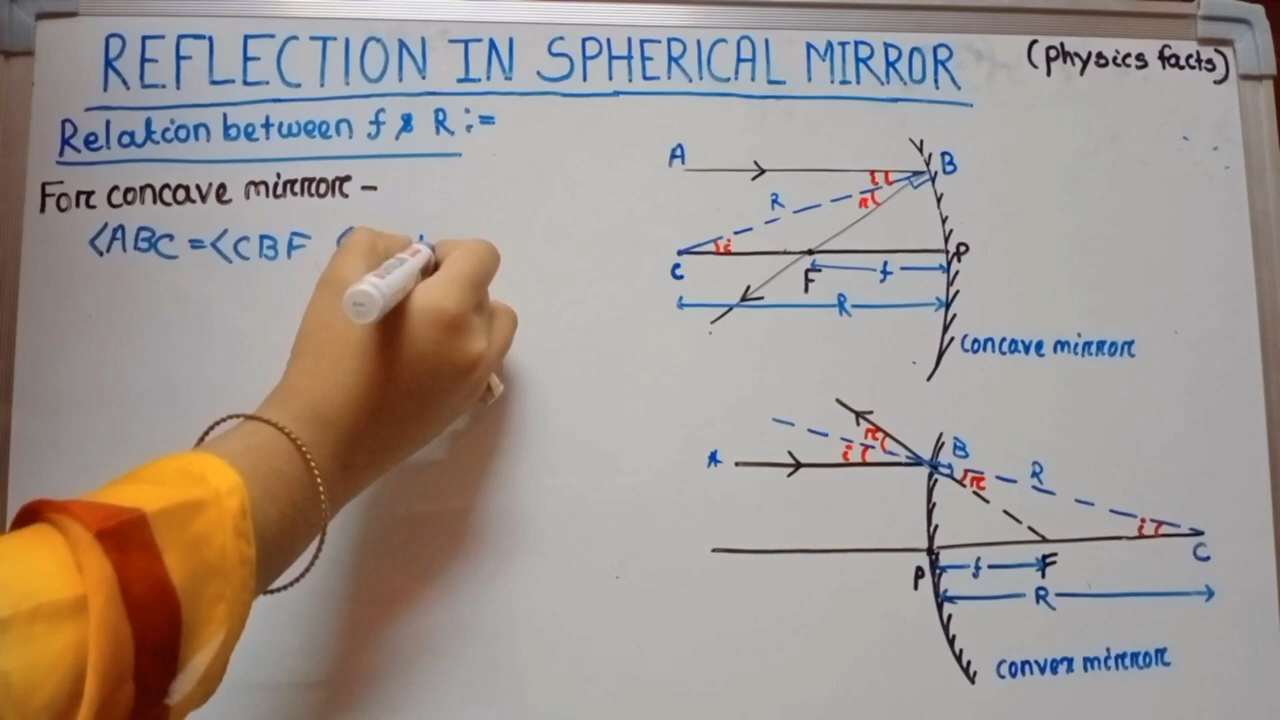 REFLECTION IN SPHERICAL MIRROR
(physics facts)
Relation between f & R :=
For concave mirror -
<ABC = <CBF
A
B
i
R
r
i
C
F
f
P
R
concave mirror
r
i
A
B
r
R
i
C
P
f
F
R
convex mirror